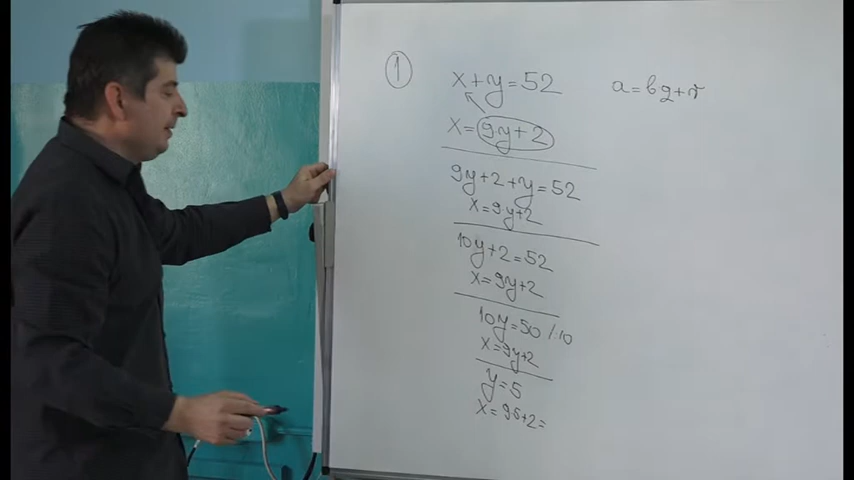 1
x+y=52
a=bq+r
x=9y+2
9y+2+y=52
x=9y+2
10y+2=52
x=9y+2
10y=50 /:10
x=9y+2
y=5
x=9·5+2=